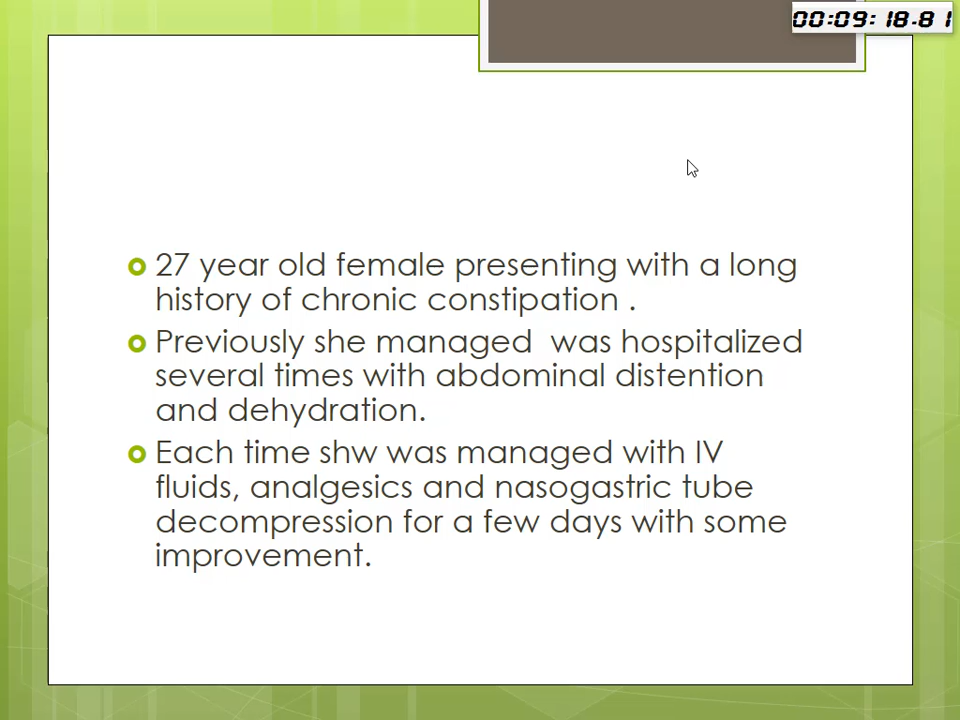 00:09:18.81
27 year old female presenting with a long
history of chronic constipation .
Previously she managed  was hospitalized
several times with abdominal distention
and dehydration.
Each time shw was managed with IV
fluids, analgesics and nasogastric tube
decompression for a few days with some
improvement.